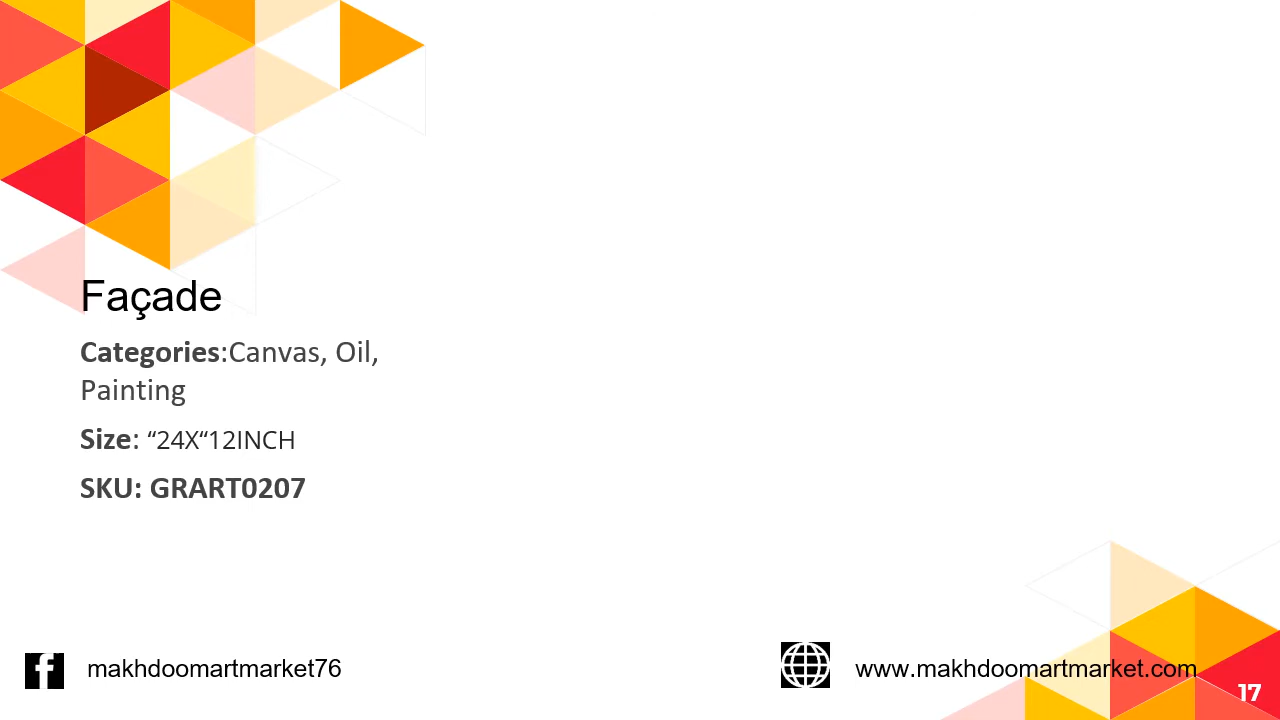 Façade
Categories:Canvas, Oil,
Painting
Size: “24X“12INCH
SKU: GRART0207
makhdoomartmarket76
www.makhdoomartmarket.com
17